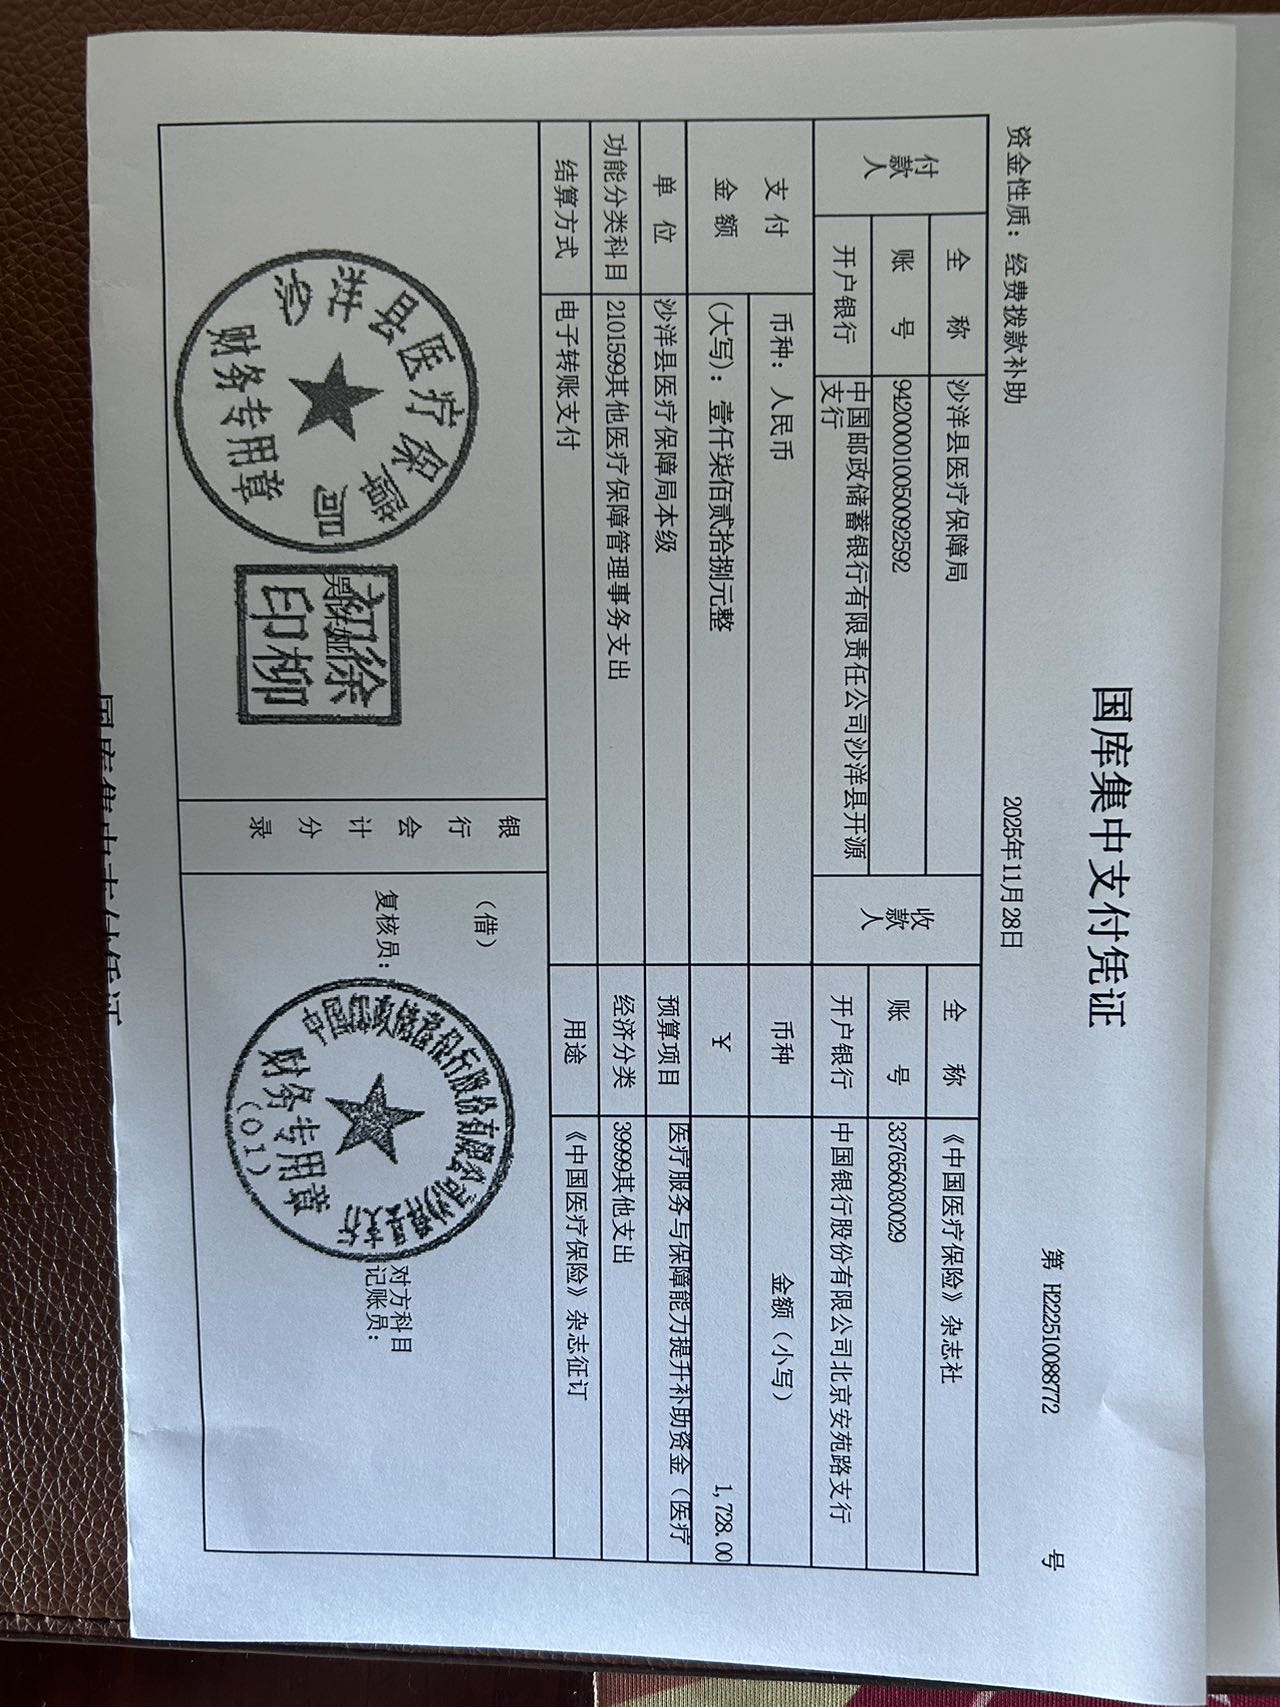 国库集中支付凭证
第 H222510088772 号
资金性质：经费拨款补助 2025年11月28日
付款人
全 称 沙洋县医疗保障局
账 号 942000010050092592
开户银行 中国邮政储蓄银行有限责任公司沙洋县开源支行
收款人
全 称 《中国医疗保险》杂志社
账 号 337656030029
开户银行 中国银行股份有限公司北京安苑路支行
支付金额
币种：人民币 币种 金额（小写）
（大写）：壹仟柒佰贰拾捌元整 ¥ 1,728.00
单 位 沙洋县医疗保障局本级 预算项目 医疗服务与保障能力提升补助资金（医疗
功能分类科目 2101599其他医疗保障管理事务支出 经济分类 39999其他支出
结算方式 电子转账支付 用途 《中国医疗保险》杂志征订
沙洋县医疗保障局
财务专用章
徐
印柳
银行会计分录
（借）
对方科目
复核员： 记账员：
中国邮政储蓄银行股份有限公司沙洋县支行
财务专用章
(01)
国库集中支付凭证